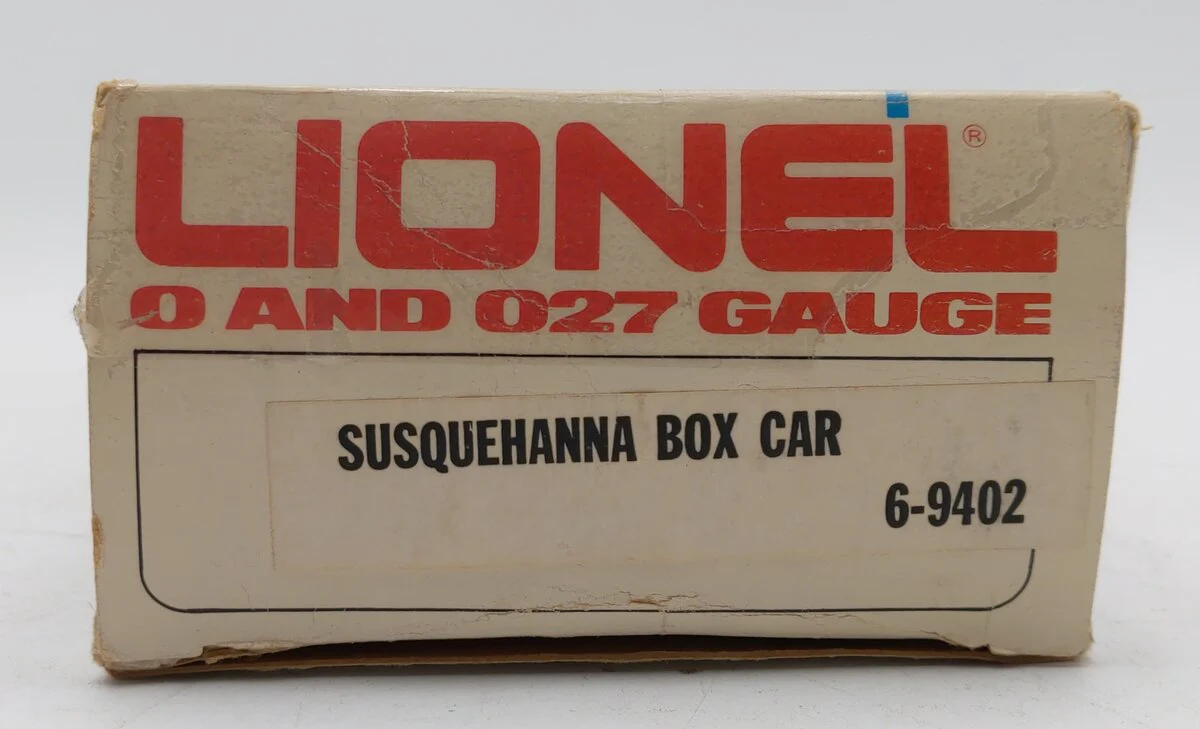 LIONEL®
O AND O27 GAUGE
SUSQUEHANNA BOX CAR
6-9402